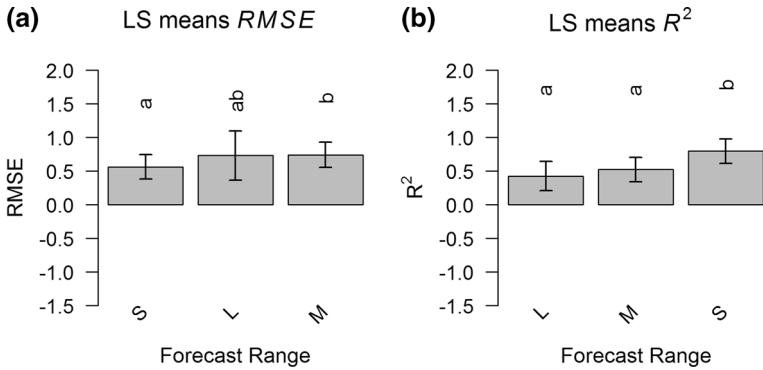 (a)
LS means RMSE
2.0
1.5
1.0
0.5
0.0
-0.5
-1.0
-1.5
RMSE
a
ab
b
S
L
M
Forecast Range
(b)
LS means R²
2.0
1.5
1.0
0.5
0.0
-0.5
-1.0
-1.5
R²
a
a
b
L
M
S
Forecast Range